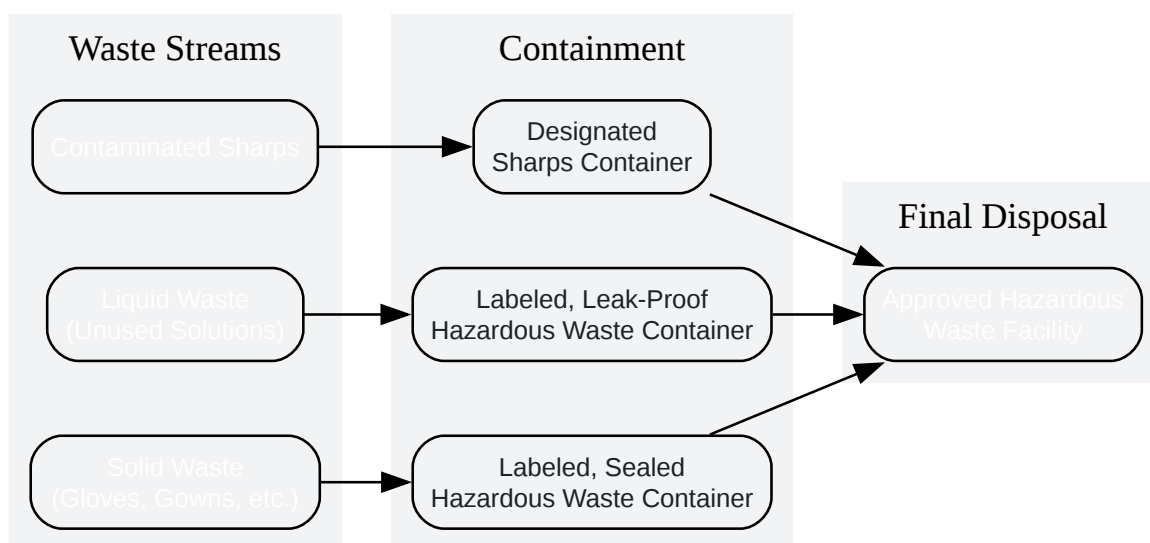 Waste Streams
Contaminated Sharps
Liquid Waste
(Unused Solutions)
Solid Waste
(Gloves, Gowns, etc.)
Containment
Designated
Sharps Container
Labeled, Leak-Proof
Hazardous Waste Container
Labeled, Sealed
Hazardous Waste Container
Final Disposal
Approved Hazardous
Waste Facility